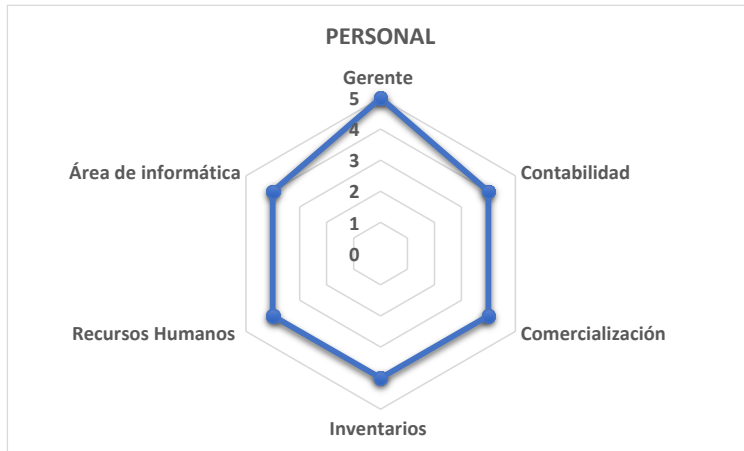 PERSONAL
Gerente
5
4
3
2
1
0
Área de informática
Contabilidad
Recursos Humanos
Comercialización
Inventarios